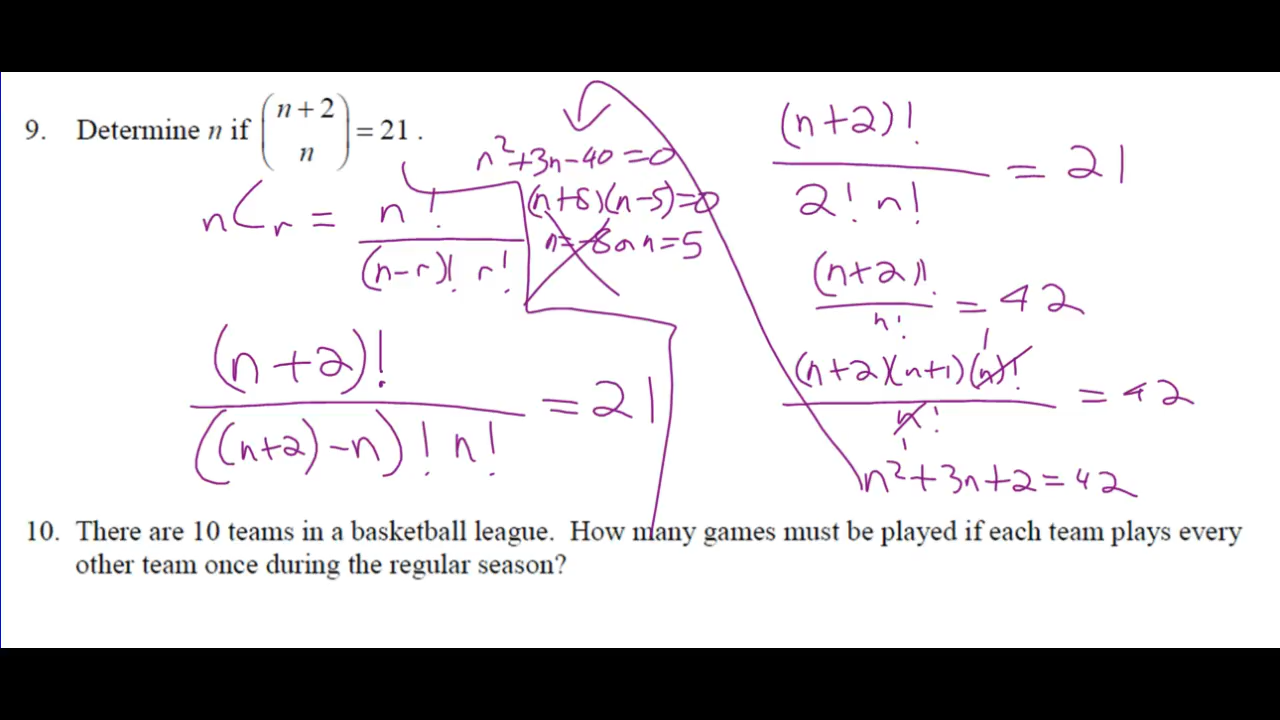 9. Determine n if (n + 2 n) = 21 .
nCr = n! / (n-r)! r!
(n+2)! / ((n+2)-n)! n! = 21
(n+2)! / 2! n! = 21
(n+2)! / n! = 42
(n+2)(n+1)(n)! / n! = 42
1
1
n²+3n+2=42
n²+3n-40=0
(n+8)(n-5)=0
n=-8 or n=5
10. There are 10 teams in a basketball league. How many games must be played if each team plays every
other team once during the regular season?